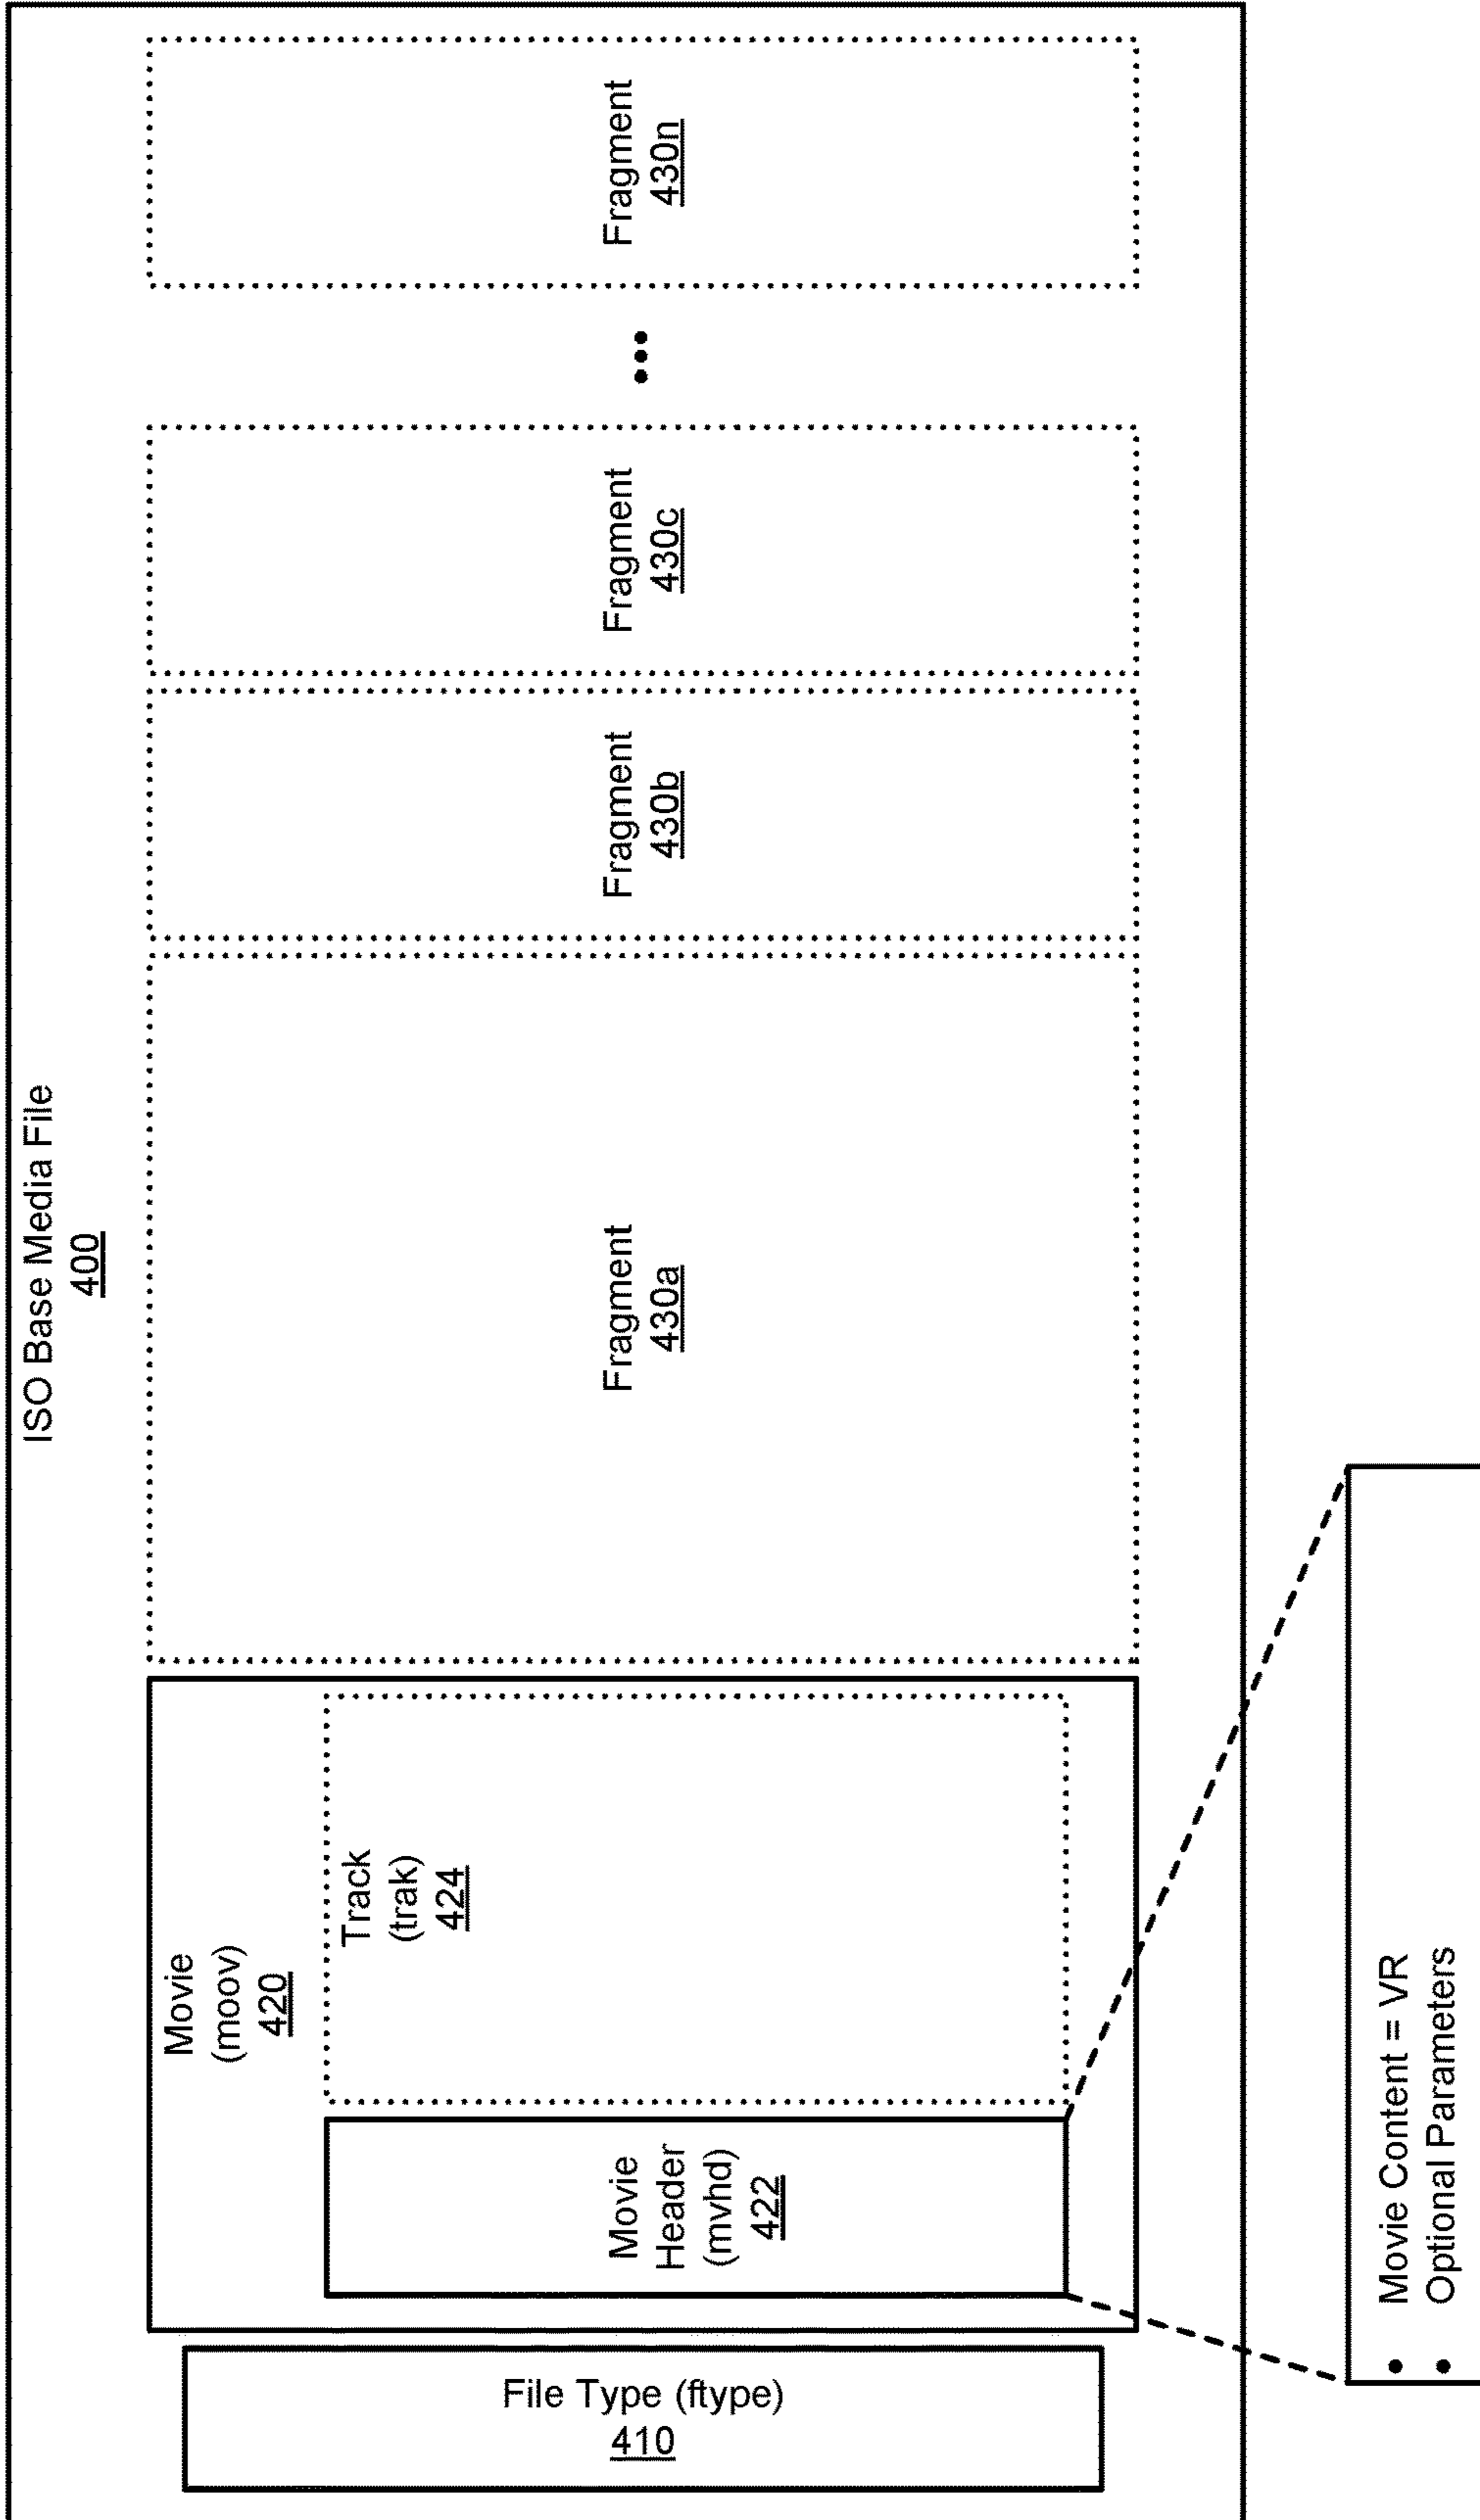 ISO Base Media File
400
File Type (ftype)
410
Movie
(moov)
420
Movie
Header
(mvhd)
422
Track
(trak)
424
Fragment
430a
Fragment
430b
Fragment
430c
•••
Fragment
430n
• Movie Content = VR
• Optional Parameters